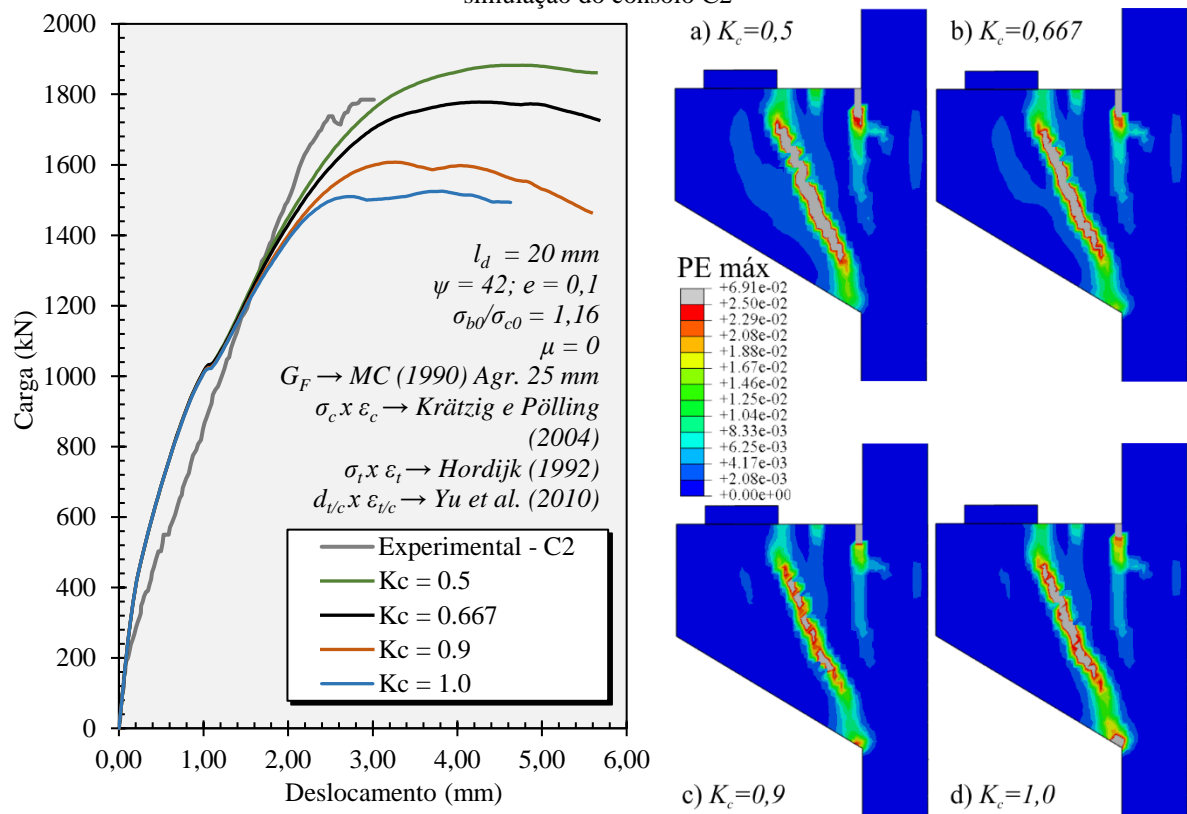 simulação do consolo C2
2000
1800
1600
1400
1200
1000
800
600
400
200
0
Carga (kN)
0,00
1,00
2,00
3,00
4,00
5,00
6,00
Deslocamento (mm)
l_d = 20 mm
ψ = 42; e = 0,1
σ_b0/σ_c0 = 1,16
μ = 0
G_F → MC (1990) Agr. 25 mm
σ_c x ε_c → Krätzig e Pölling
(2004)
σ_t x ε_t → Hordijk (1992)
d_t/c x ε_t/c → Yu et al. (2010)
Experimental - C2
Kc = 0.5
Kc = 0.667
Kc = 0.9
Kc = 1.0
a) K_c=0,5
b) K_c=0,667
PE máx
+6.91e-02
+2.50e-02
+2.29e-02
+2.08e-02
+1.88e-02
+1.67e-02
+1.46e-02
+1.25e-02
+1.04e-02
+8.33e-03
+6.25e-03
+4.17e-03
+2.08e-03
+0.00e+00
c) K_c=0,9
d) K_c=1,0